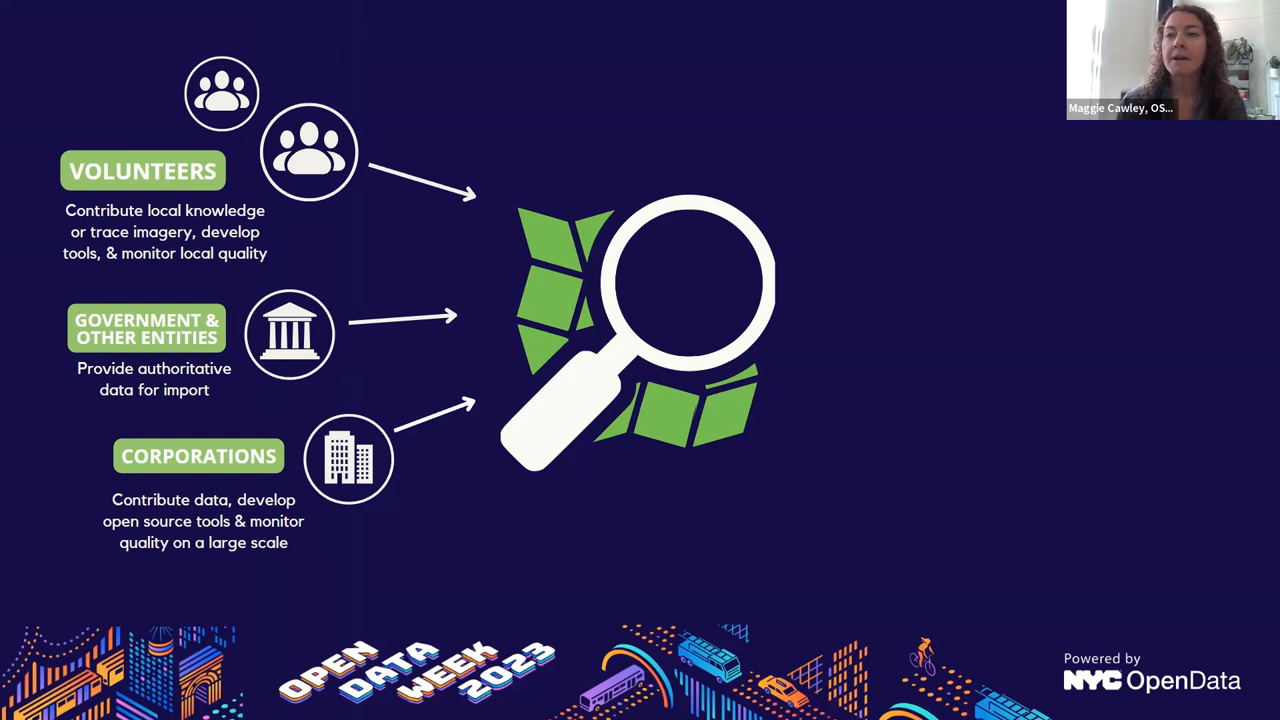 Maggie Cawley, OS...
VOLUNTEERS
Contribute local knowledge
or trace imagery, develop
tools, & monitor local quality
GOVERNMENT &
OTHER ENTITIES
Provide authoritative
data for import
CORPORATIONS
Contribute data, develop
open source tools & monitor
quality on a large scale
OPEN
DATA
WEEK
2023
Powered by
NYC OpenData